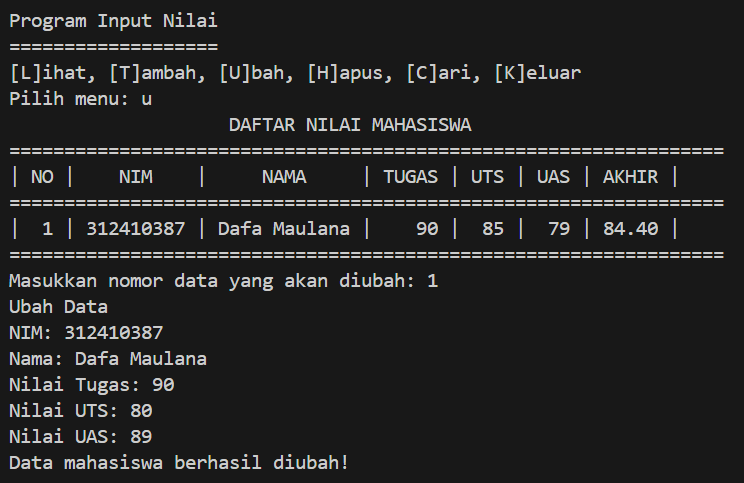 Program Input Nilai
===================
[L]ihat, [T]ambah, [U]bah, [H]apus, [C]ari, [K]eluar
Pilih menu: u
                    DAFTAR NILAI MAHASISWA
=================================================================
| NO |    NIM    |     NAMA     | TUGAS | UTS | UAS | AKHIR |
=================================================================
|  1 | 312410387 | Dafa Maulana |    90 |  85 |  79 | 84.40 |
=================================================================
Masukkan nomor data yang akan diubah: 1
Ubah Data
NIM: 312410387
Nama: Dafa Maulana
Nilai Tugas: 90
Nilai UTS: 80
Nilai UAS: 89
Data mahasiswa berhasil diubah!